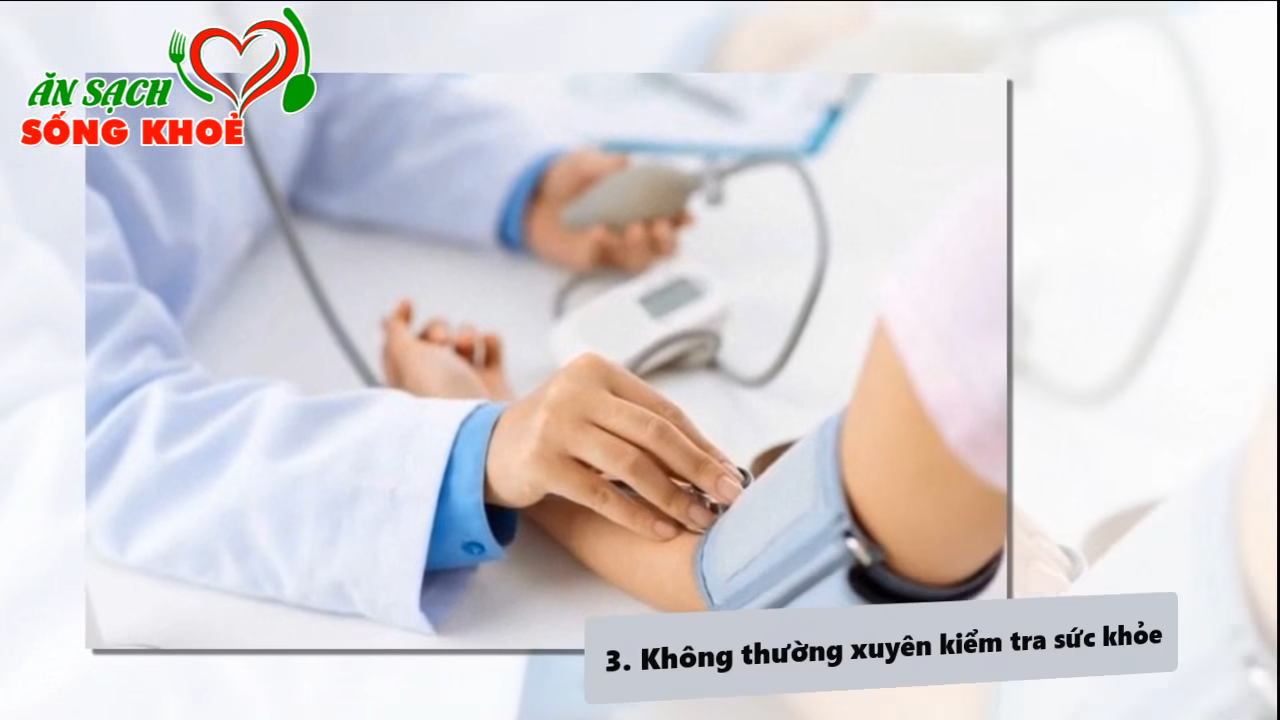 ĂN SẠCH
SỐNG KHOẺ
3. Không thường xuyên kiểm tra sức khỏe